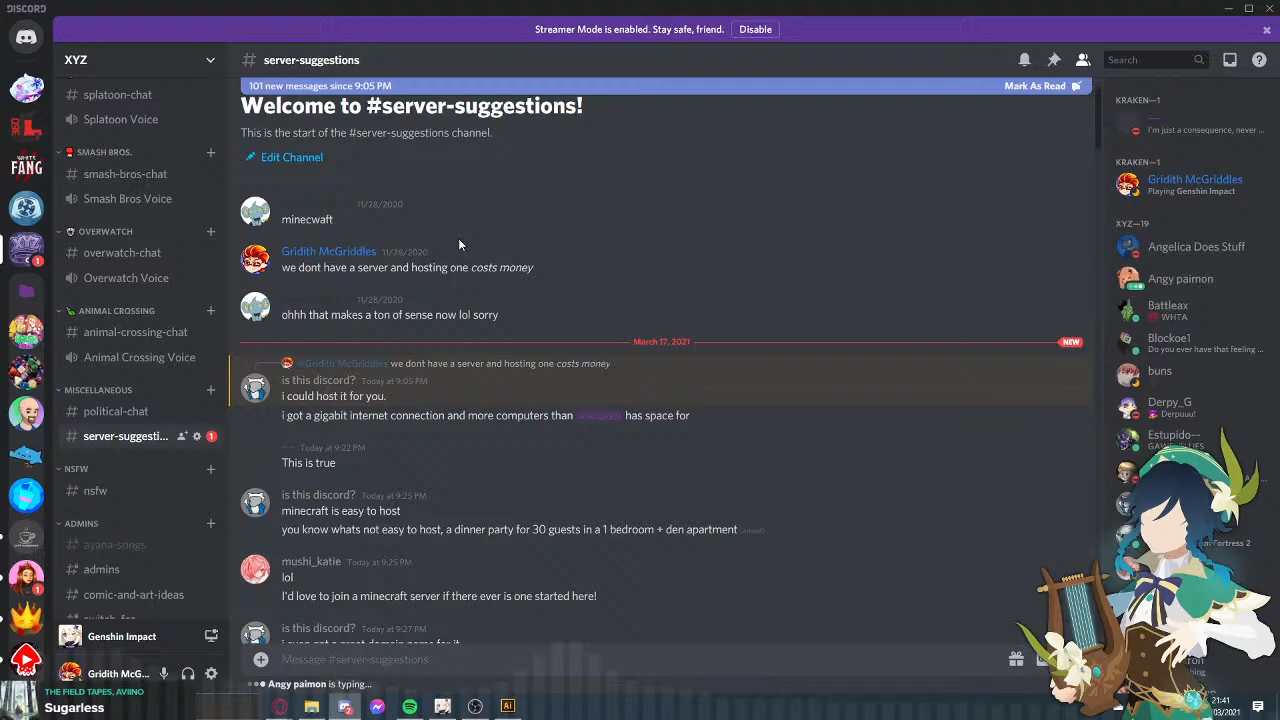 DISCORD
Streamer Mode is enabled. Stay safe, friend.
Disable
XYZ
# server-suggestions
Search
101 new messages since 9:05 PM
Mark As Read
splatoon-chat
Splatoon Voice
SMASH BROS.
smash-bros-chat
Smash Bros Voice
OVERWATCH
overwatch-chat
Overwatch Voice
ANIMAL CROSSING
animal-crossing-chat
Animal Crossing Voice
MISCELLANEOUS
political-chat
server-suggesti...
1
NSFW
nsfw
ADMINS
ayana-songs
admins
comic-and-art-ideas
Genshin Impact
Gridith McG...
WHITE
FANG
1
1
Welcome to #server-suggestions!
This is the start of the #server-suggestions channel.
Edit Channel
11/28/2020
minecwaft
Gridith McGriddles 11/28/2020
we dont have a server and hosting one costs money
11/28/2020
ohhh that makes a ton of sense now lol sorry
March 17, 2021
NEW
@Gridith McGriddles we dont have a server and hosting one costs money
is this discord? Today at 9:05 PM
i could host it for you.
i got a gigabit internet connection and more computers than
has space for
Today at 9:22 PM
This is true
is this discord? Today at 9:25 PM
minecraft is easy to host
you know whats not easy to host, a dinner party for 30 guests in a 1 bedroom + den apartment (edited)
mushi_katie Today at 9:25 PM
lol
I'd love to join a minecraft server if there ever is one started here!
is this discord? Today at 9:27 PM
Message #server-suggestions
Angy paimon is typing...
KRAKEN—1
I'm just a consequence, never ...
KRAKEN—1
Gridith McGriddles
Playing Genshin Impact
XYZ—19
Angelica Does Stuff
Angy paimon
Battleax
WHTA
Blockoe1
Do you ever have that feeling ...
buns
Derpy_G
Derpuuu!
Estupido--
THE FIELD TAPES, AVIINO
Sugarless
Ai
21:41